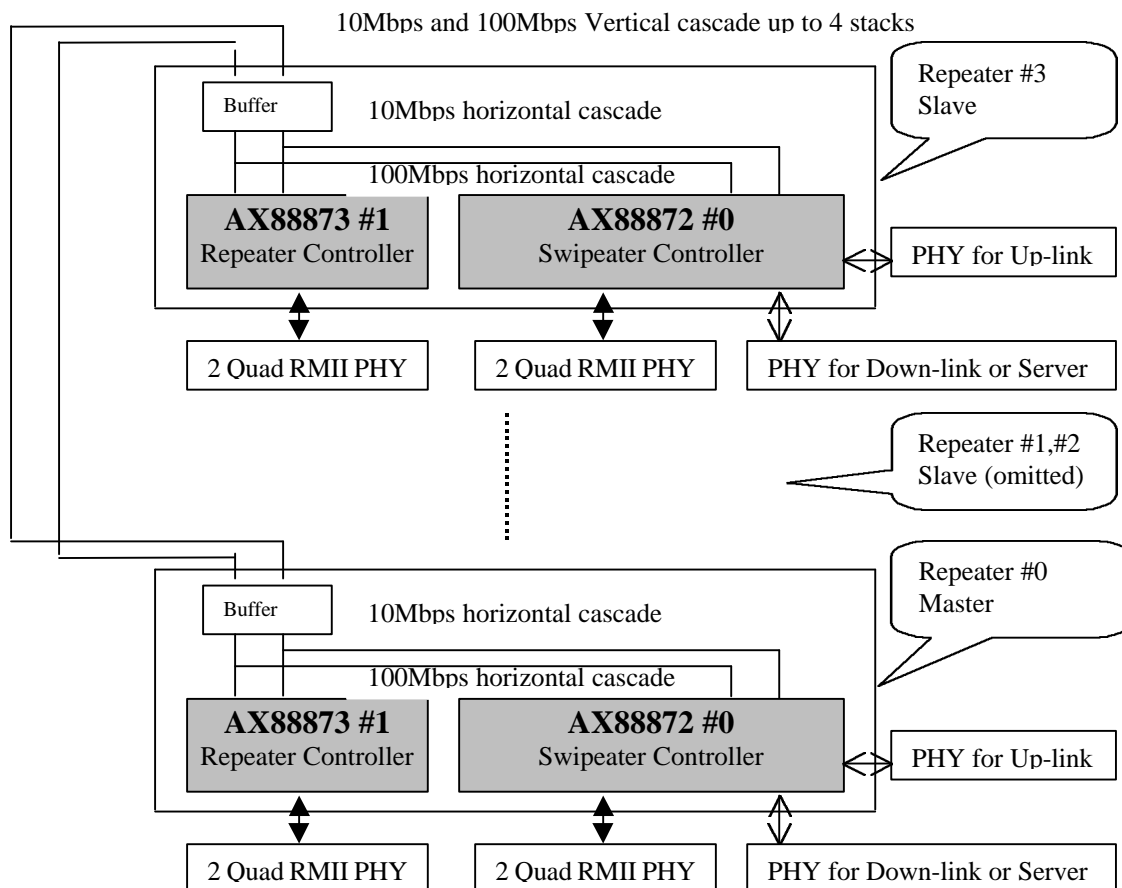 10Mbps and 100Mbps Vertical cascade up to 4 stacks
Repeater #3
Slave
Buffer
10Mbps horizontal cascade
100Mbps horizontal cascade
AX88873 #1
Repeater Controller
AX88872 #0
Swipeater Controller
PHY for Up-link
2 Quad RMII PHY
2 Quad RMII PHY
PHY for Down-link or Server
Repeater #1,#2
Slave (omitted)
Repeater #0
Master
Buffer
10Mbps horizontal cascade
100Mbps horizontal cascade
AX88873 #1
Repeater Controller
AX88872 #0
Swipeater Controller
PHY for Up-link
2 Quad RMII PHY
2 Quad RMII PHY
PHY for Down-link or Server